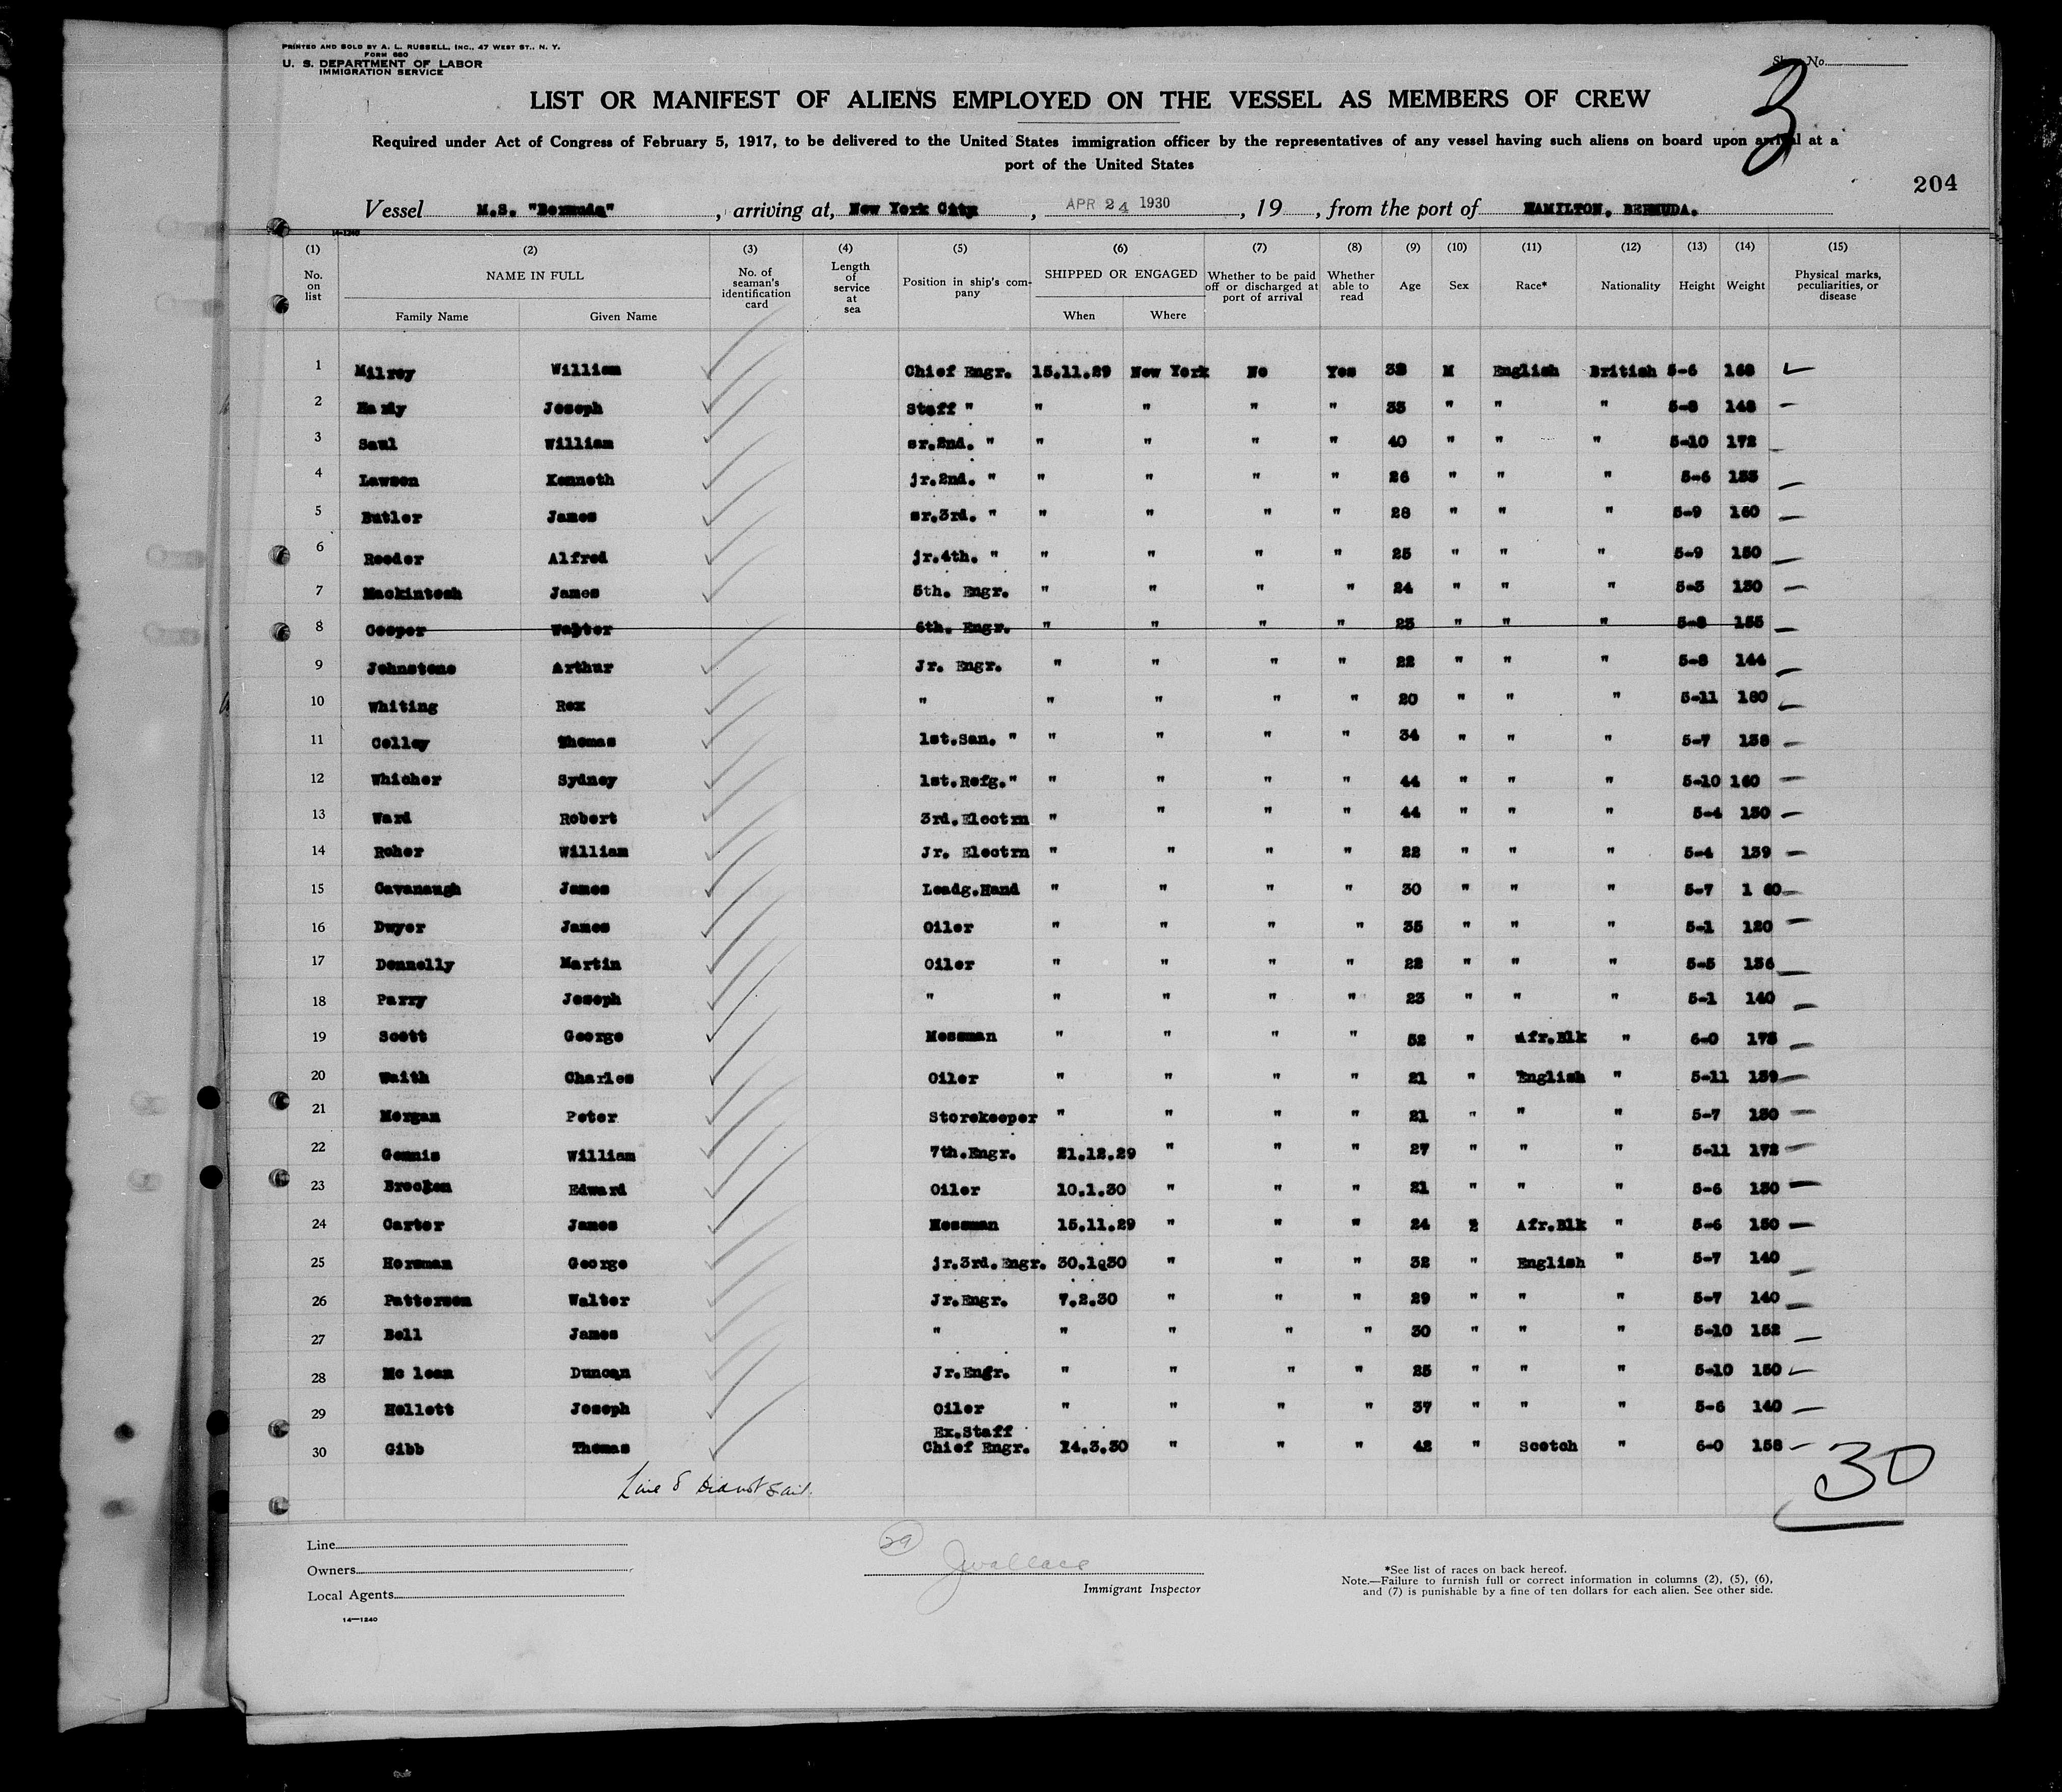 PRINTED AND SOLD BY A. L. RUSSELL, INC., 47 WEST ST., N. Y.
FORM 680
U. S. DEPARTMENT OF LABOR
IMMIGRATION SERVICE
No.
3
LIST OR MANIFEST OF ALIENS EMPLOYED ON THE VESSEL AS MEMBERS OF CREW
Required under Act of Congress of February 5, 1917, to be delivered to the United States immigration officer by the representatives of any vessel having such aliens on board upon arrival at a
port of the United States
204
Vessel M.S. "Bermuda", arriving at, New York City, APR 24 1930, 19, from the port of HAMILTON, BERMUDA.
14-1240
(1) (2) (3) (4) (5) (6) (7) (8) (9) (10) (11) (12) (13) (14) (15)
No. on list NAME IN FULL Family Name Given Name No. of seaman's identification card Length of service at sea Position in ship's company SHIPPED OR ENGAGED When Where Whether to be paid off or discharged at port of arrival Whether able to read Age Sex Race* Nationality Height Weight Physical marks, peculiarities, or disease
1 Milroy William Chief Engr. 15.11.29 New York No Yes M English British 5-6 168
2 Joseph Staff " " " " " 33 " " " 5-8 148
3 Saul William sr.2nd. " " " " " 40 " " " 5-10 172
4 Lawson Kenneth jr.2nd. " " " " " 26 " " " 5-6 135
5 Butler James sr.3rd. " " " " " 28 " " " 5-9 160
6 Reeder Alfred jr.4th. " " " " " 25 " " " 5-9 150
7 Mackintosh James 5th. Engr. " " " " 24 " " " 5-5 130
8 Cooper Walter 6th. Engr. " " " " 25 " " " 5-8 155
9 Johnstone Arthur Jr. Engr. " " " " 22 " " " 5-8 144
10 Whiting Rex " " " " " 20 " " " 5-11 180
11 Colley Thomas 1st.San. " " " " " 34 " " " 5-7 138
12 Whicher Sydney 1st.Refg." " " " " 44 " " " 5-10 160
13 Ward Robert 3rd.Electrn " " " " 44 " " " 5-4 150
14 Roher William Jr. Electrn " " " " 22 " " " 5-4 139
15 Cavanaugh James Leadg.Hand " " " " 30 " " " 5-7 1 60
16 Dwyer James Oiler " " " " 35 " " " 5-1 120
17 Donnelly Martin Oiler " " " " 22 " " " 5-5 136
18 Parry Joseph " " " " " 23 " " " 5-1 140
19 Scott George Messman " " " " 52 " Afr.Blk " 6-0 178
20 Waith Charles Oiler " " " " 21 " English " 5-11 159
21 Morgan Peter Storekeeper " " " " 21 " " " 5-7 130
22 Gennis William 7th.Engr. 21.12.29 " " " 27 " " " 5-11 172
23 Brocken Edward Oiler 10.1.30 " " " 21 " " " 5-6 130
24 Carter James Messman 15.11.29 " " " 24 Afr.Blk " 5-6 150
25 Horsman George jr.3rd.Engr. 30.1.30 " " " 32 " English " 5-7 140
26 Patterson Walter Jr.Engr. 7.2.30 " " " 29 " " " 5-7 140
27 Bell James " " " " " 30 " " " 5-10 152
28 Mc lean Duncan Jr.Engr. " " " " 25 " " " 5-10 150
29 Hollett Joseph Oiler " " " " 37 " " " 5-6 140
30 Gibb Thomas Ex.Staff Chief Engr. 14.3.30 " " " 42 " Scotch " 6-0 158
Line 8 Did not sail.
30
Line
Owners
Local Agents
29
J Wallace
Immigrant Inspector
*See list of races on back hereof.
Note.—Failure to furnish full or correct information in columns (2), (5), (6),
and (7) is punishable by a fine of ten dollars for each alien. See other side.
14—1240